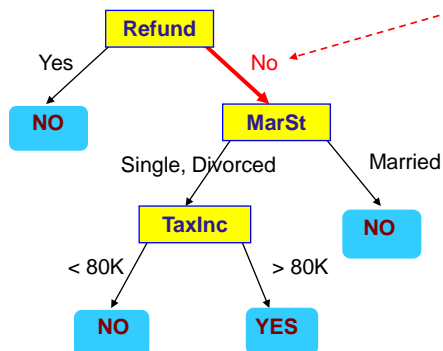 Refund
Yes
No
NO
MarSt
Single, Divorced
Married
TaxInc
NO
< 80K
> 80K
NO
YES